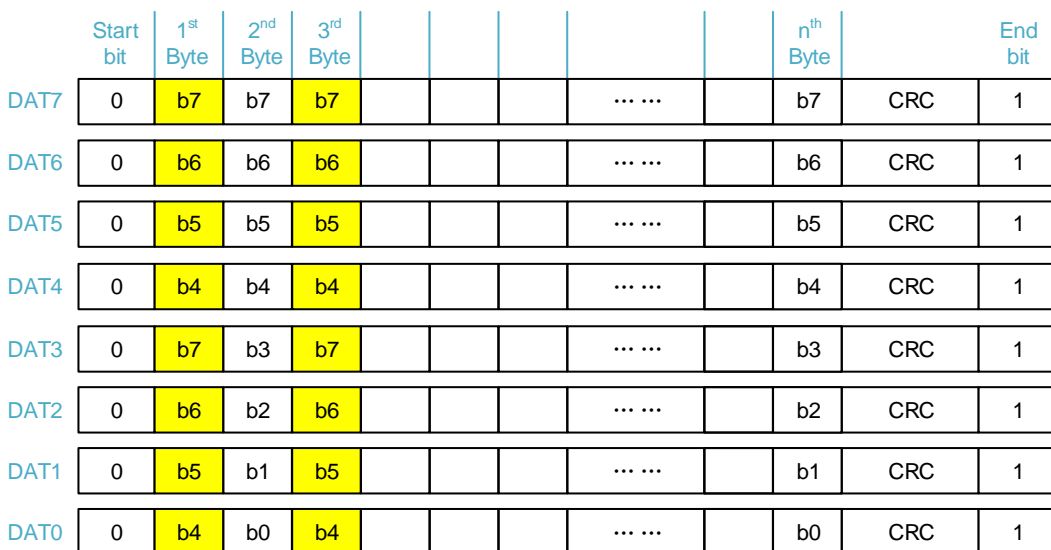 Start bit 1st Byte 2nd Byte 3rd Byte nth Byte End bit
DAT7 0 b7 b7 b7 ... ... b7 CRC 1
DAT6 0 b6 b6 b6 ... ... b6 CRC 1
DAT5 0 b5 b5 b5 ... ... b5 CRC 1
DAT4 0 b4 b4 b4 ... ... b4 CRC 1
DAT3 0 b7 b3 b7 ... ... b3 CRC 1
DAT2 0 b6 b2 b6 ... ... b2 CRC 1
DAT1 0 b5 b1 b5 ... ... b1 CRC 1
DAT0 0 b4 b0 b4 ... ... b0 CRC 1